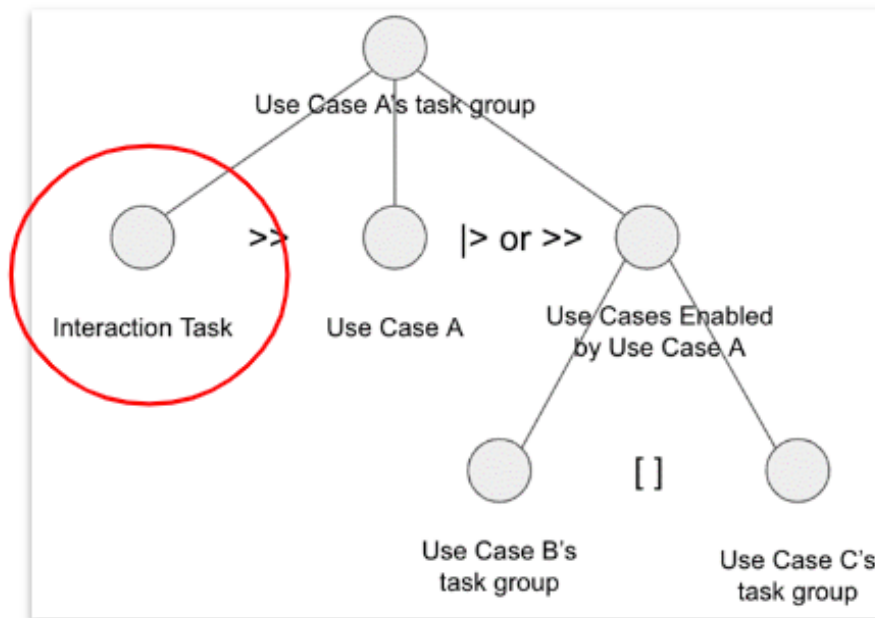 Use Case A's task group
>>
|> or >>
Interaction Task
Use Case A
Use Cases Enabled
by Use Case A
[ ]
Use Case B's
task group
Use Case C's
task group